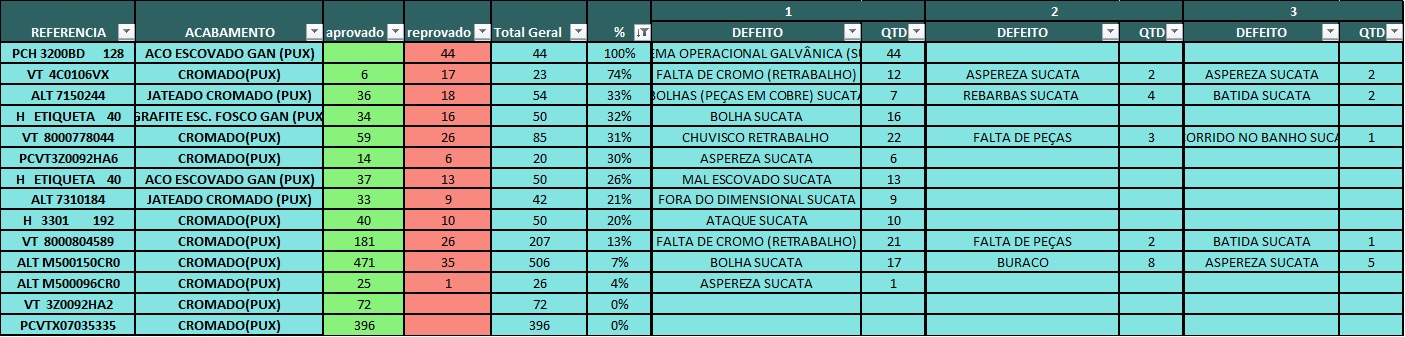 1 2 3
REFERENCIA ACABAMENTO aprovado reprovado Total Geral % DEFEITO QTD DEFEITO QTD DEFEITO QTD
PCH 3200BD 128 ACO ESCOVADO GAN (PUX) 44 44 100% EMA OPERACIONAL GALVÂNICA (SU 44
VT 4C0106VX CROMADO(PUX) 6 17 23 74% FALTA DE CROMO (RETRABALHO) 12 ASPEREZA SUCATA 2 ASPEREZA SUCATA 2
ALT 7150244 JATEADO CROMADO (PUX) 36 18 54 33% BOLHAS (PEÇAS EM COBRE) SUCATA 7 REBARBAS SUCATA 4 BATIDA SUCATA 2
H ETIQUETA 40 GRAFITE ESC. FOSCO GAN (PUX 34 16 50 32% BOLHA SUCATA 16
VT 8000778044 CROMADO(PUX) 59 26 85 31% CHUVISCO RETRABALHO 22 FALTA DE PEÇAS 3 ORRIDO NO BANHO SUCA 1
PCVT3Z0092HA6 CROMADO(PUX) 14 6 20 30% ASPEREZA SUCATA 6
H ETIQUETA 40 ACO ESCOVADO GAN (PUX) 37 13 50 26% MAL ESCOVADO SUCATA 13
ALT 7310184 JATEADO CROMADO (PUX) 33 9 42 21% FORA DO DIMENSIONAL SUCATA 9
H 3301 192 CROMADO(PUX) 40 10 50 20% ATAQUE SUCATA 10
VT 8000804589 CROMADO(PUX) 181 26 207 13% FALTA DE CROMO (RETRABALHO) 21 FALTA DE PEÇAS 2 BATIDA SUCATA 1
ALT M500150CR0 CROMADO(PUX) 471 35 506 7% BOLHA SUCATA 17 BURACO 8 ASPEREZA SUCATA 5
ALT M500096CR0 CROMADO(PUX) 25 1 26 4% ASPEREZA SUCATA 1
VT 3Z0092HA2 CROMADO(PUX) 72 72 0%
PCVTX07035335 CROMADO(PUX) 396 396 0%